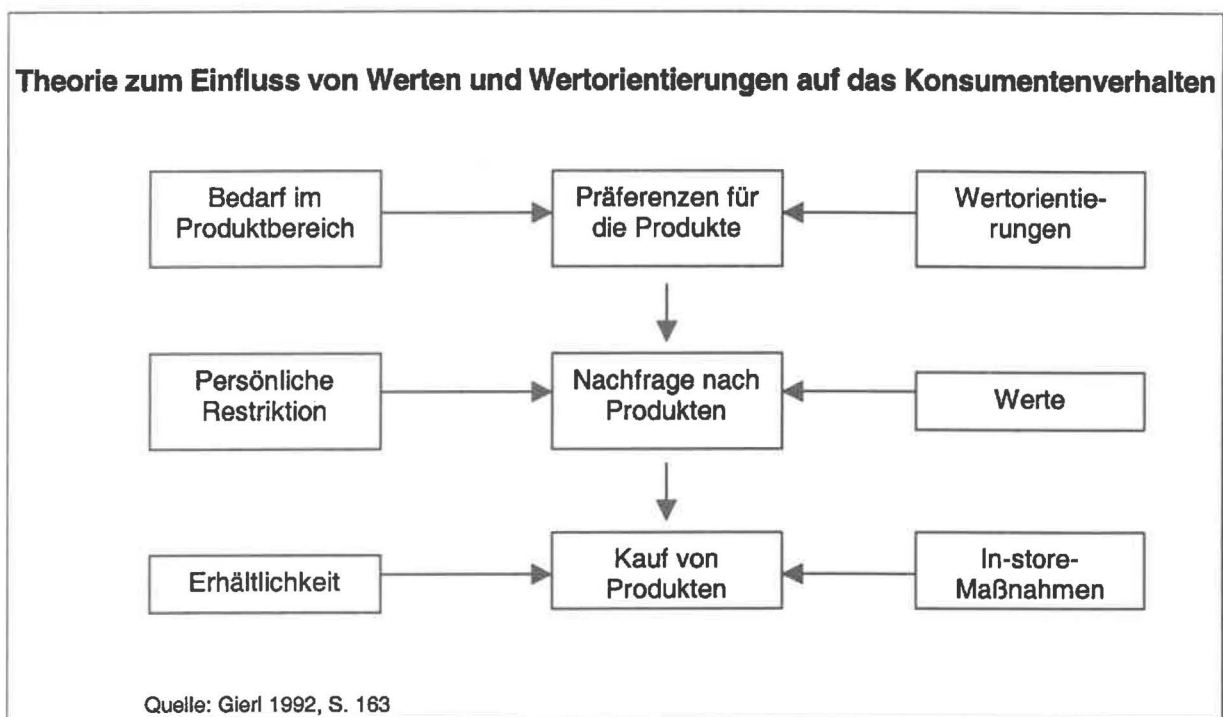 Theorie zum Einfluss von Werten und Wertorientierungen auf das Konsumentenverhalten
Bedarf im
Produktbereich
Präferenzen für
die Produkte
Wertorientie-
rungen
Persönliche
Restriktion
Nachfrage nach
Produkten
Werte
Erhältlichkeit
Kauf von
Produkten
In-store-
Maßnahmen
Quelle: Gierl 1992, S. 163